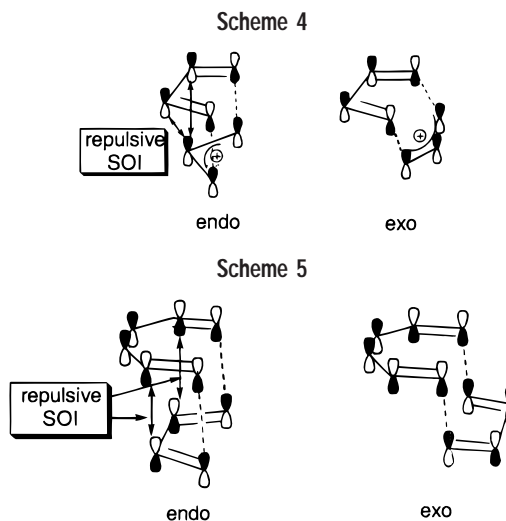 Scheme 4
repulsive
SOI
+
+
endo
exo
Scheme 5
repulsive
SOI
endo
exo